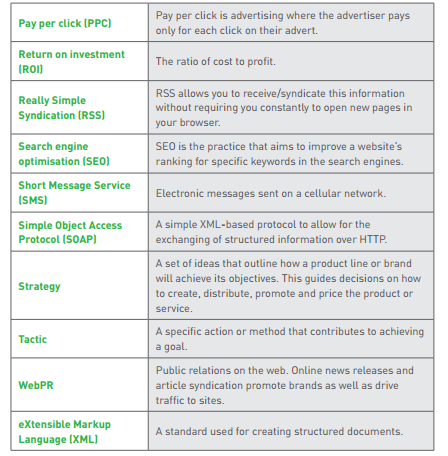 Pay per click (PPC)
Pay per click is advertising where the advertiser pays
only for each click on their advert.
Return on investment
(ROI)
The ratio of cost to profit.
Really Simple
Syndication (RSS)
RSS allows you to receive/syndicate this information
without requiring you constantly to open new pages in
your browser.
Search engine
optimisation (SEO)
SEO is the practice that aims to improve a website's
ranking for specific keywords in the search engines.
Short Message Service
(SMS)
Electronic messages sent on a cellular network.
Simple Object Access
Protocol (SOAP)
A simple XML-based protocol to allow for the
exchanging of structured information over HTTP.
Strategy
A set of ideas that outline how a product line or brand
will achieve its objectives. This guides decisions on how
to create, distribute, promote and price the product or
service.
Tactic
A specific action or method that contributes to achieving
a goal.
WebPR
Public relations on the web. Online news releases and
article syndication promote brands as well as drive
traffic to sites.
eXtensible Markup
Language (XML)
A standard used for creating structured documents.